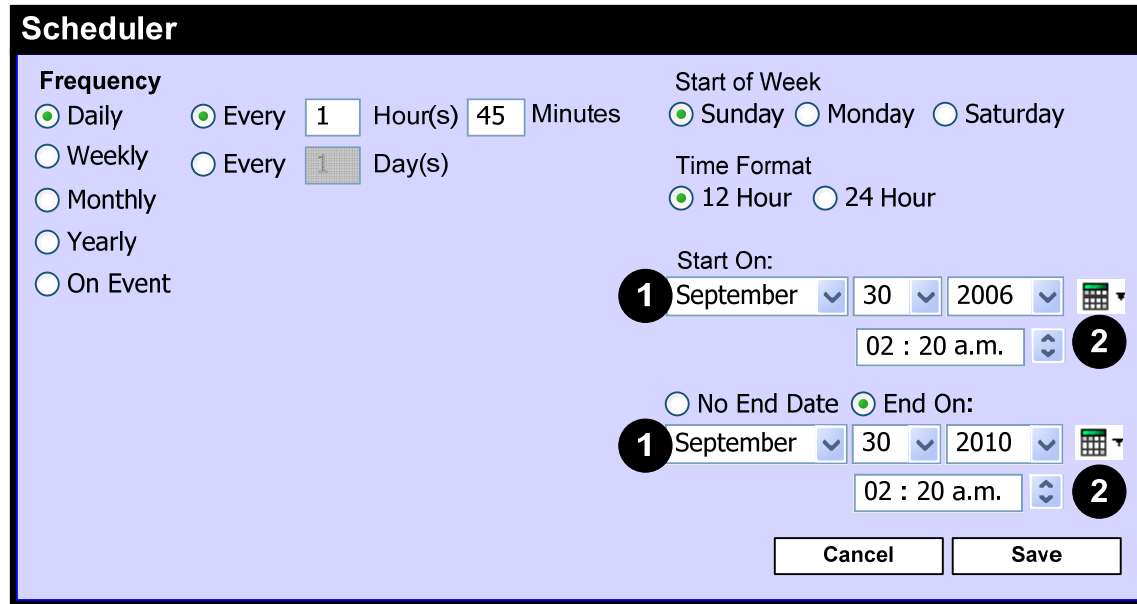 Scheduler
Frequency
Daily
Every 1 Hour(s) 45 Minutes
Weekly
Every 1 Day(s)
Monthly
Yearly
On Event
Start of Week
Sunday Monday Saturday
Time Format
12 Hour 24 Hour
Start On:
1 September 30 2006
02 : 20 a.m. 2
No End Date End On:
1 September 30 2010
02 : 20 a.m. 2
Cancel Save